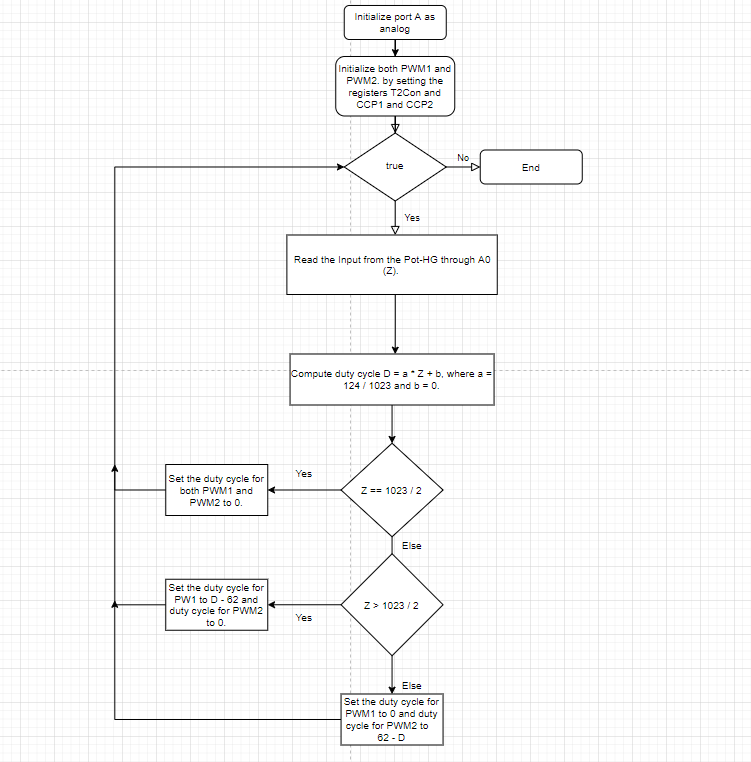 Initialize port A as
analog
Initialize both PWM1 and
PWM2. by setting the
registers T2Con and
CCP1 and CCP2
true
No
End
Yes
Read the Input from the Pot-HG through A0
(Z).
Compute duty cycle D = a * Z + b, where a =
124 / 1023 and b = 0.
Z == 1023 / 2
Yes
Set the duty cycle for
both PWM1 and
PWM2 to 0.
Else
Z > 1023 / 2
Yes
Set the duty cycle for
PW1 to D - 62 and
duty cycle for PWM2
to 0.
Else
Set the duty cycle for
PWM1 to 0 and duty
cycle for PWM2 to
62 - D